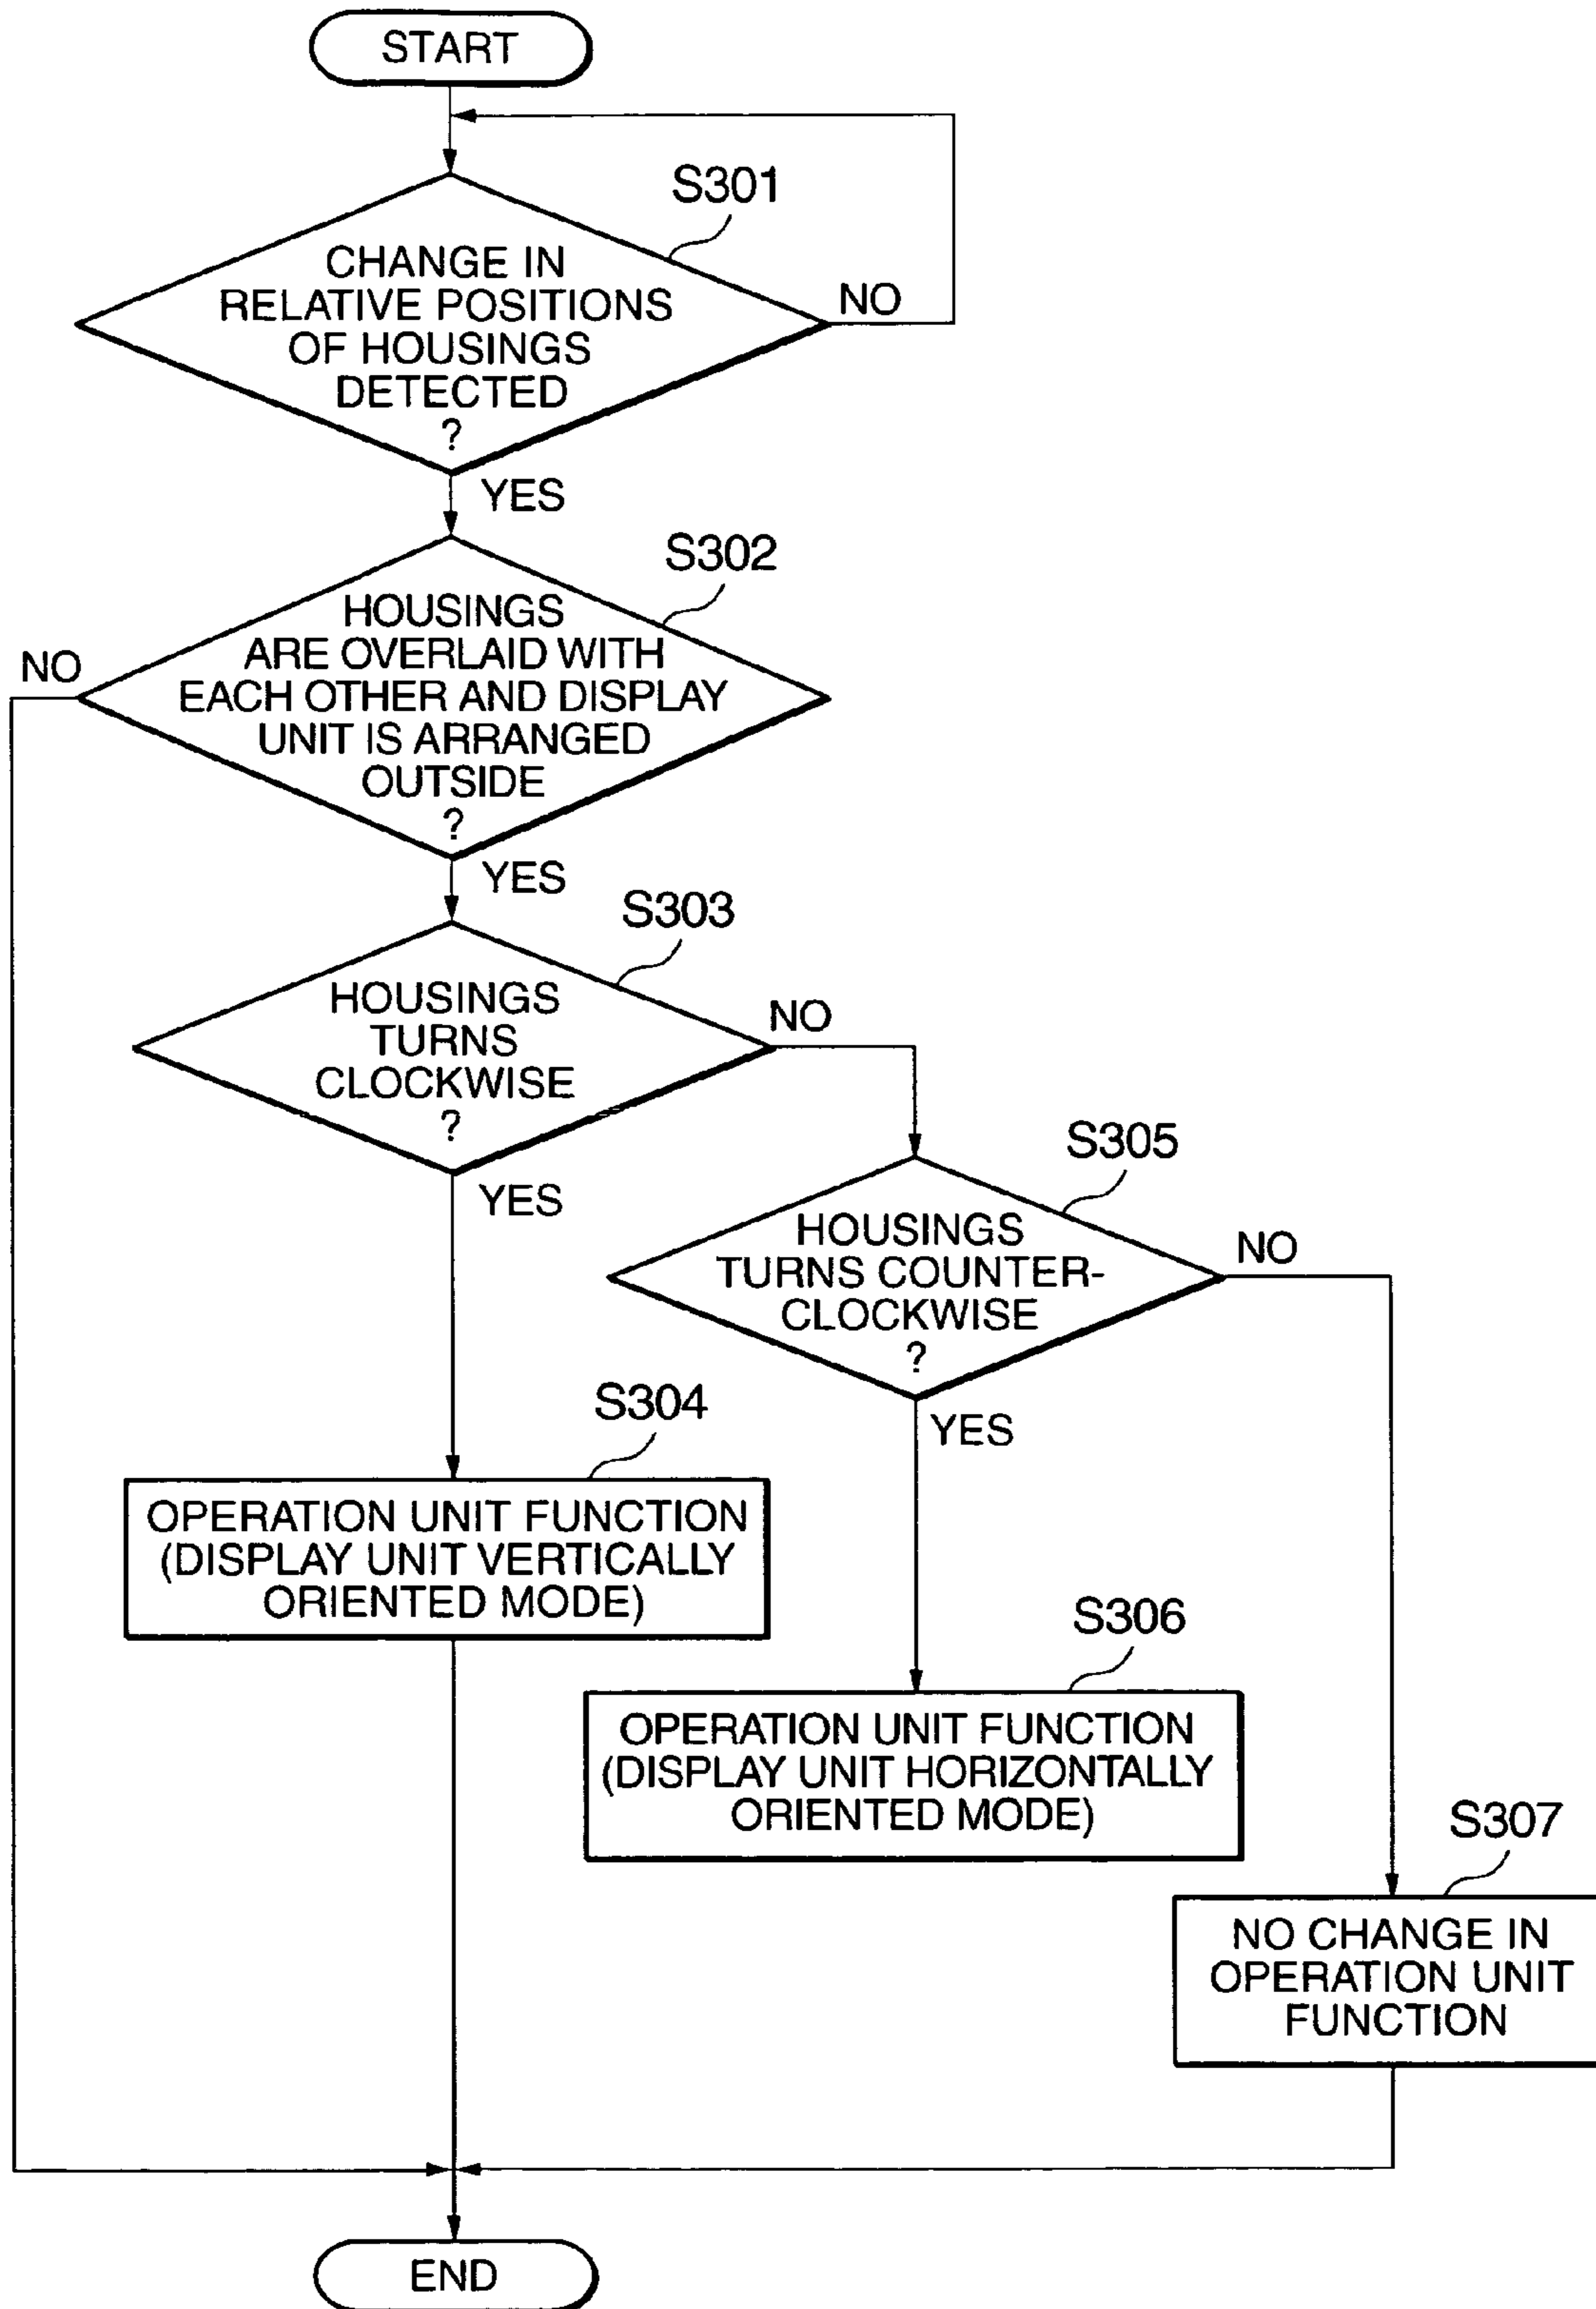 START
S301
CHANGE IN
RELATIVE POSITIONS
OF HOUSINGS
DETECTED
?
NO
YES
S302
HOUSINGS
ARE OVERLAID WITH
EACH OTHER AND DISPLAY
UNIT IS ARRANGED
OUTSIDE
?
NO
YES
S303
HOUSINGS
TURNS
CLOCKWISE
?
NO
YES
S305
HOUSINGS
TURNS COUNTER-
CLOCKWISE
?
NO
YES
S304
OPERATION UNIT FUNCTION
(DISPLAY UNIT VERTICALLY
ORIENTED MODE)
S306
OPERATION UNIT FUNCTION
(DISPLAY UNIT HORIZONTALLY
ORIENTED MODE)
S307
NO CHANGE IN
OPERATION UNIT
FUNCTION
END